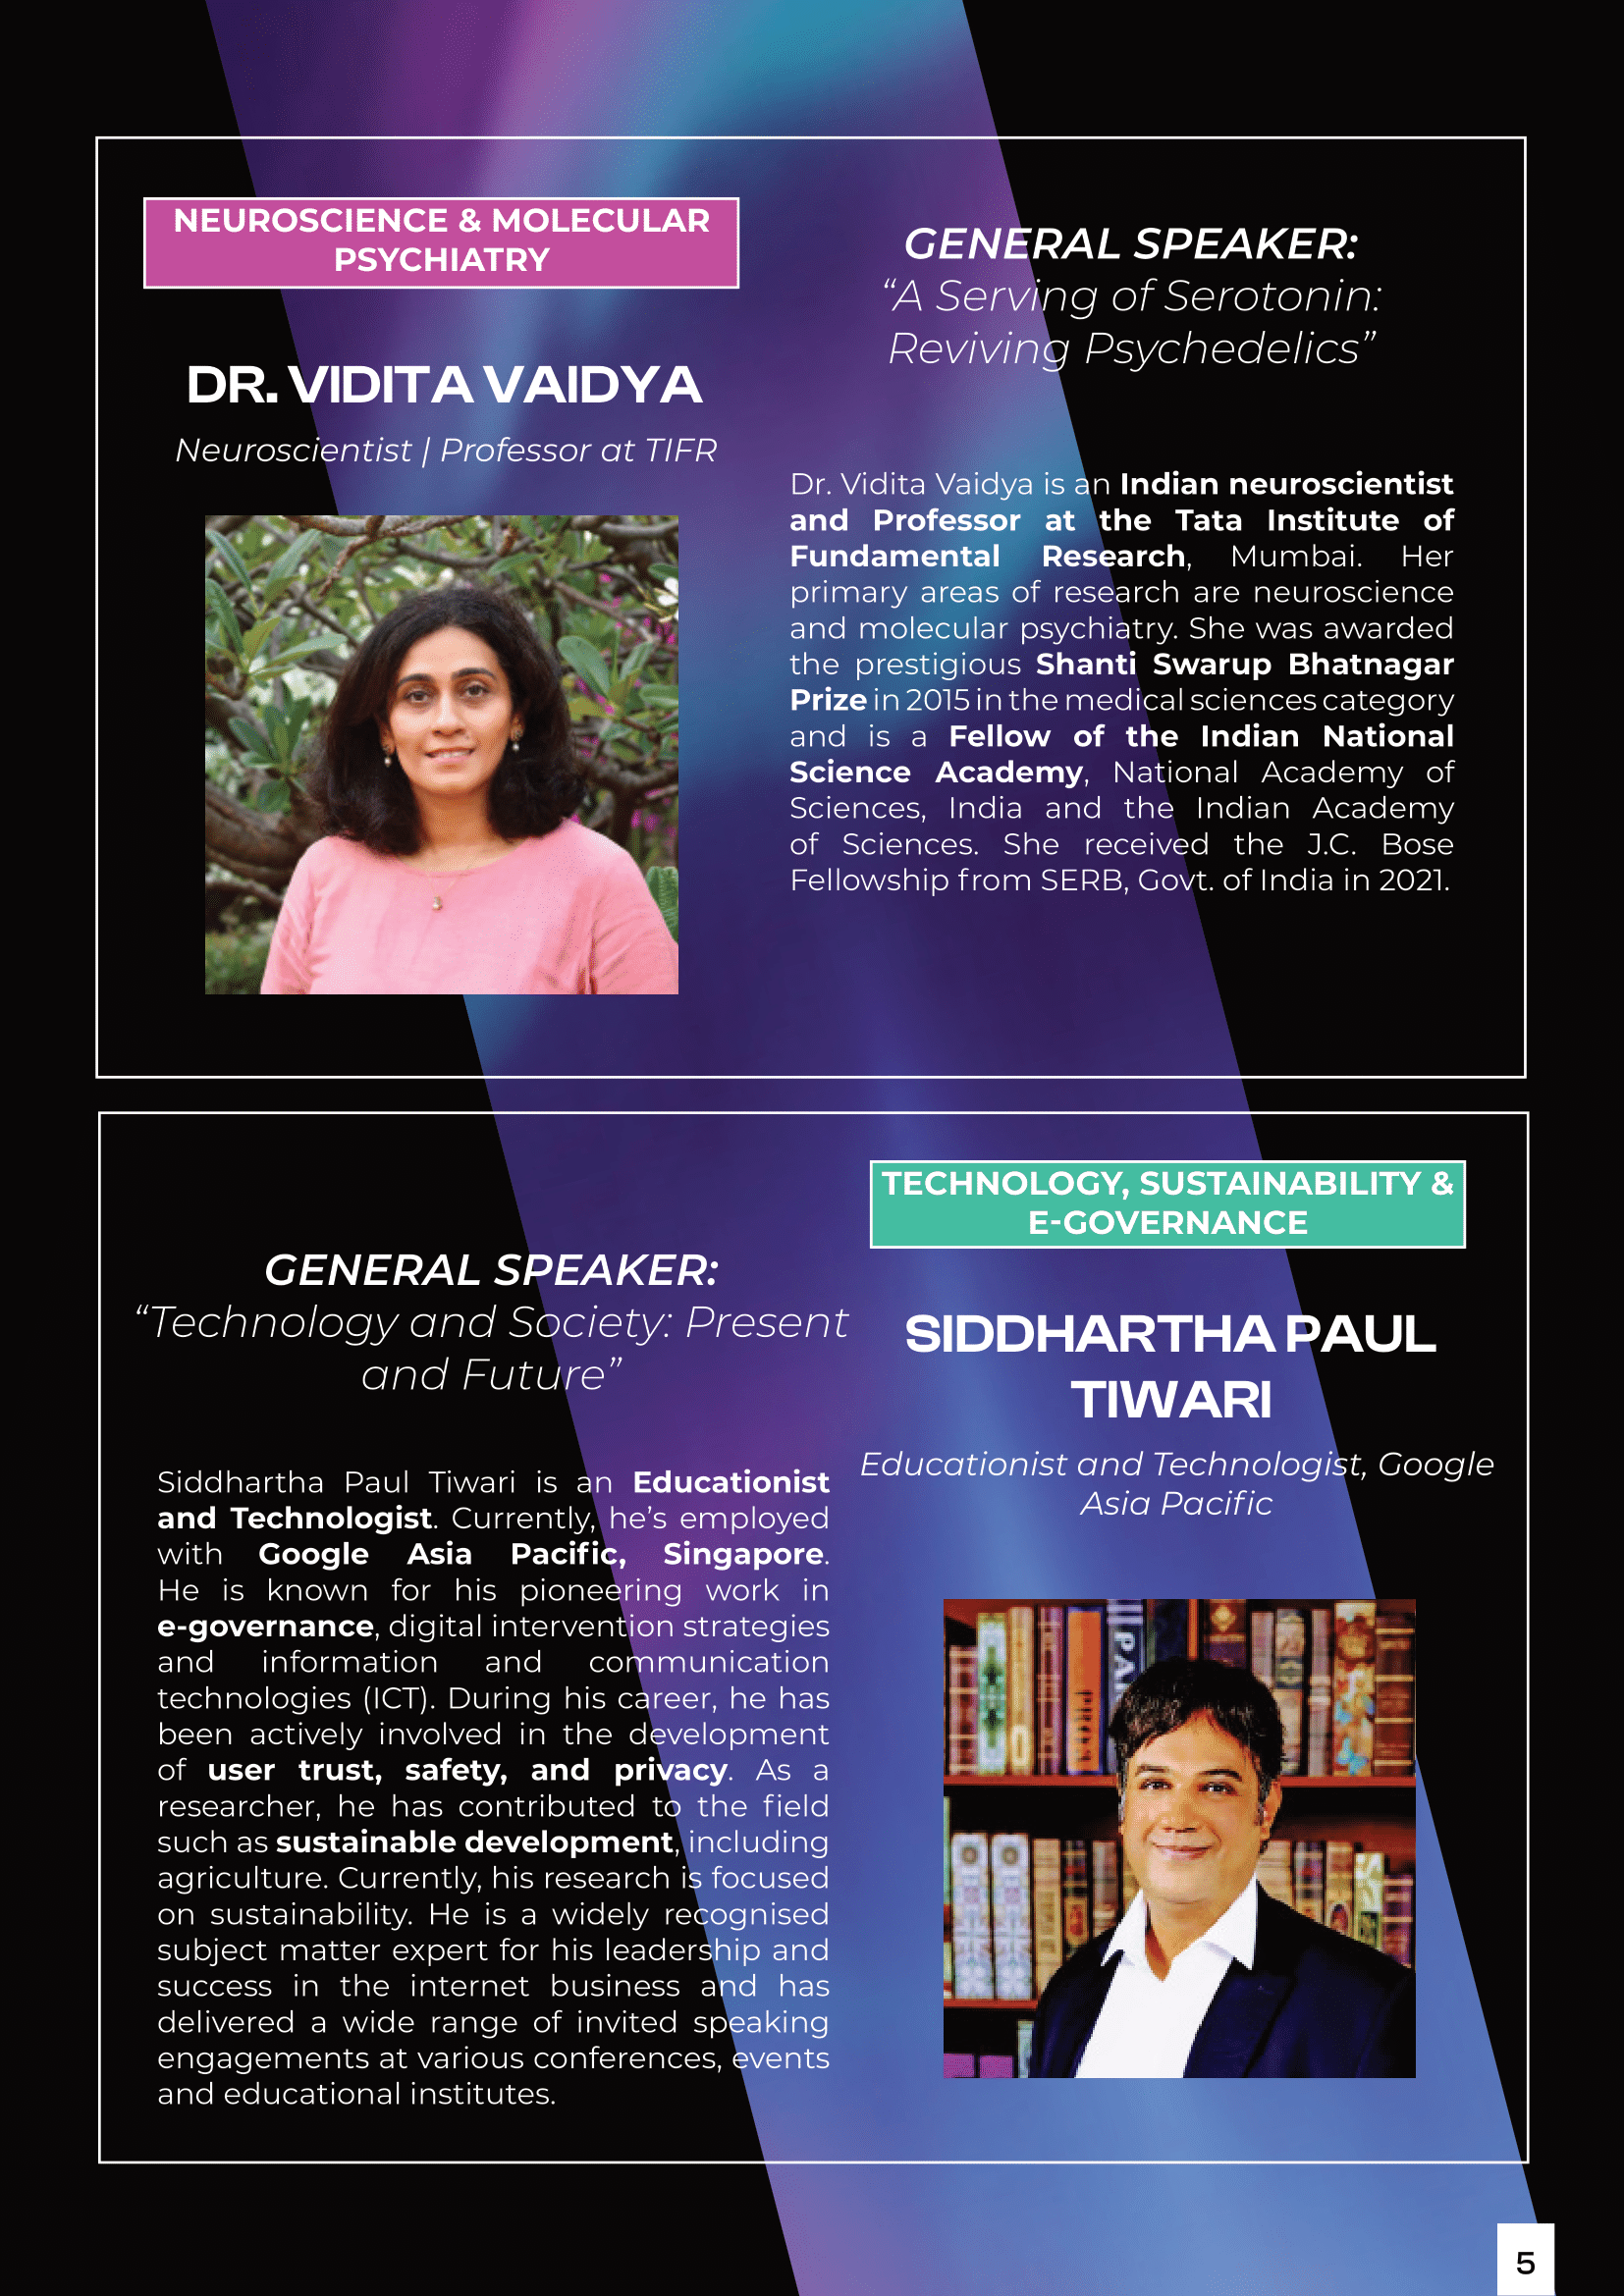 NEUROSCIENCE & MOLECULAR
PSYCHIATRY
DR. VIDITA VAIDYA
Neuroscientist | Professor at TIFR
GENERAL SPEAKER:
“A Serving of Serotonin:
Reviving Psychedelics”
Dr. Vidita Vaidya is an Indian neuroscientist
and Professor at the Tata Institute of
Fundamental Research, Mumbai. Her
primary areas of research are neuroscience
and molecular psychiatry. She was awarded
the prestigious Shanti Swarup Bhatnagar
Prize in 2015 in the medical sciences category
and is a Fellow of the Indian National
Science Academy, National Academy of
Sciences, India and the Indian Academy
of Sciences. She received the J.C. Bose
Fellowship from SERB, Govt. of India in 2021.
GENERAL SPEAKER:
“Technology and Society: Present
and Future”
Siddhartha Paul Tiwari is an Educationist
and Technologist. Currently, he’s employed
with Google Asia Pacific, Singapore.
He is known for his pioneering work in
e-governance, digital intervention strategies
and information and communication
technologies (ICT). During his career, he has
been actively involved in the development
of user trust, safety, and privacy. As a
researcher, he has contributed to the field
such as sustainable development, including
agriculture. Currently, his research is focused
on sustainability. He is a widely recognised
subject matter expert for his leadership and
success in the internet business and has
delivered a wide range of invited speaking
engagements at various conferences, events
and educational institutes.
TECHNOLOGY, SUSTAINABILITY &
E-GOVERNANCE
SIDDHARTHA PAUL
TIWARI
Educationist and Technologist, Google
Asia Pacific
5